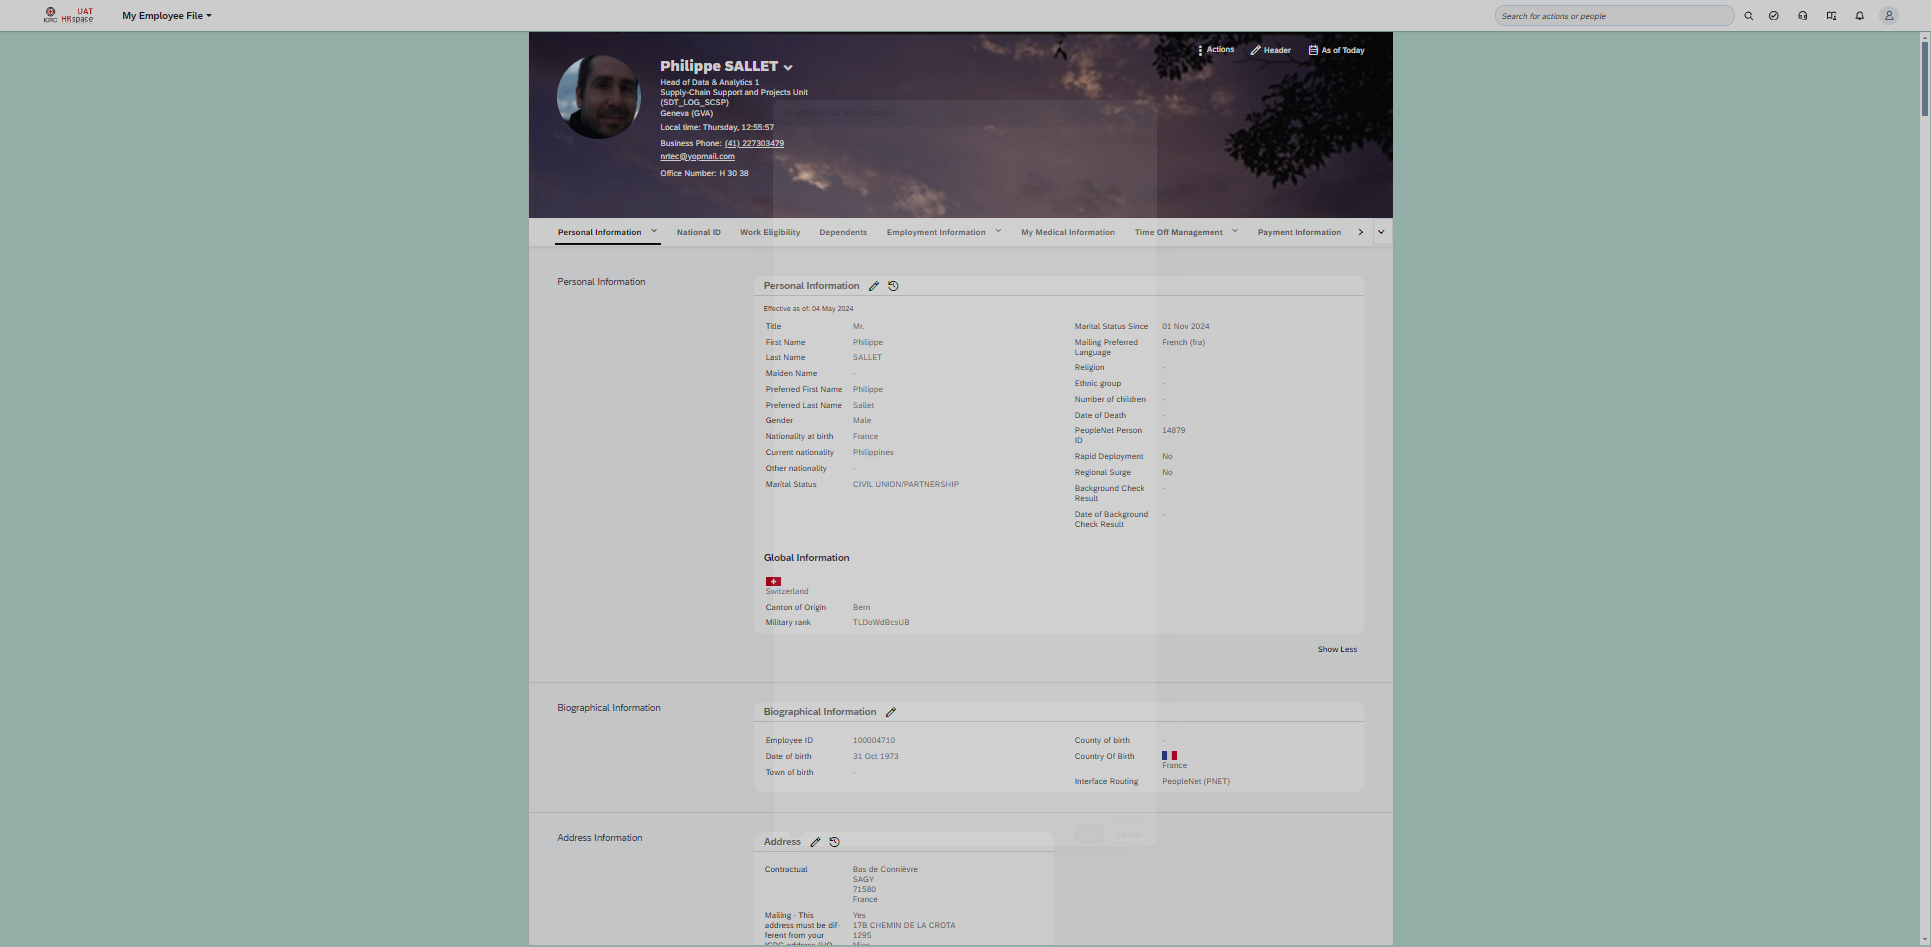 ICRC
UAT
HRspace
My Employee File
Search for actions or people
Actions
Header
As of Today
Philippe SALLET
Head of Data & Analytics 1
Supply-Chain Support and Projects Unit
(SDT_LOG_SCSP)
Geneva (GVA)
Local time: Thursday, 12:55:57
Business Phone: (41) 227303479
nrtec@yopmail.com
Office Number: H 30 38
Biographical Information
Personal Information
National ID
Work Eligibility
Dependents
Employment Information
My Medical Information
Time Off Management
Payment Information
Personal Information
Personal Information
Effective as of: 04 May 2024
Title Mr.
First Name Philippe
Last Name SALLET
Maiden Name -
Preferred First Name Philippe
Preferred Last Name Sallet
Gender Male
Nationality at birth France
Current nationality Philippines
Other nationality -
Marital Status CIVIL UNION/PARTNERSHIP
Marital Status Since 01 Nov 2024
Mailing Preferred French (fra)
Language
Religion -
Ethnic group -
Number of children -
Date of Death -
PeopleNet Person 14879
ID
Rapid Deployment No
Regional Surge No
Background Check -
Result
Date of Background -
Check Result
Global Information
Switzerland
Canton of Origin Bern
Military rank TLDoWdBcsUB
Show Less
Biographical Information
Biographical Information
Employee ID 100004710
Date of birth 31 Oct 1973
Town of birth -
County of birth -
Country Of Birth
France
Interface Routing PeopleNet (PNET)
Cancel
Address Information
Address
Contractual Bas de Connièvre
SAGY
71580
France
Mailing - This Yes
address must be dif- 17B CHEMIN DE LA CROTA
ferent from your 1295